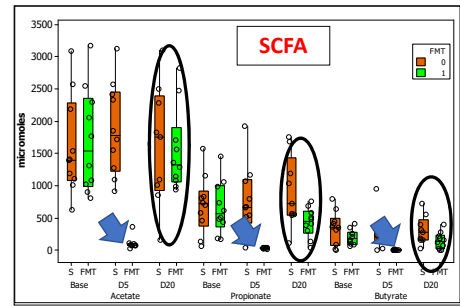 SCFA
FMT
0
1
micromoles
3500
3000
2500
2000
1500
1000
500
0
S FMT S FMT S FMT S FMT S FMT S FMT S FMT S FMT S FMT
Base D5 D20 Base D5 D20 Base D5 D20
Acetate Propionate Butyrate